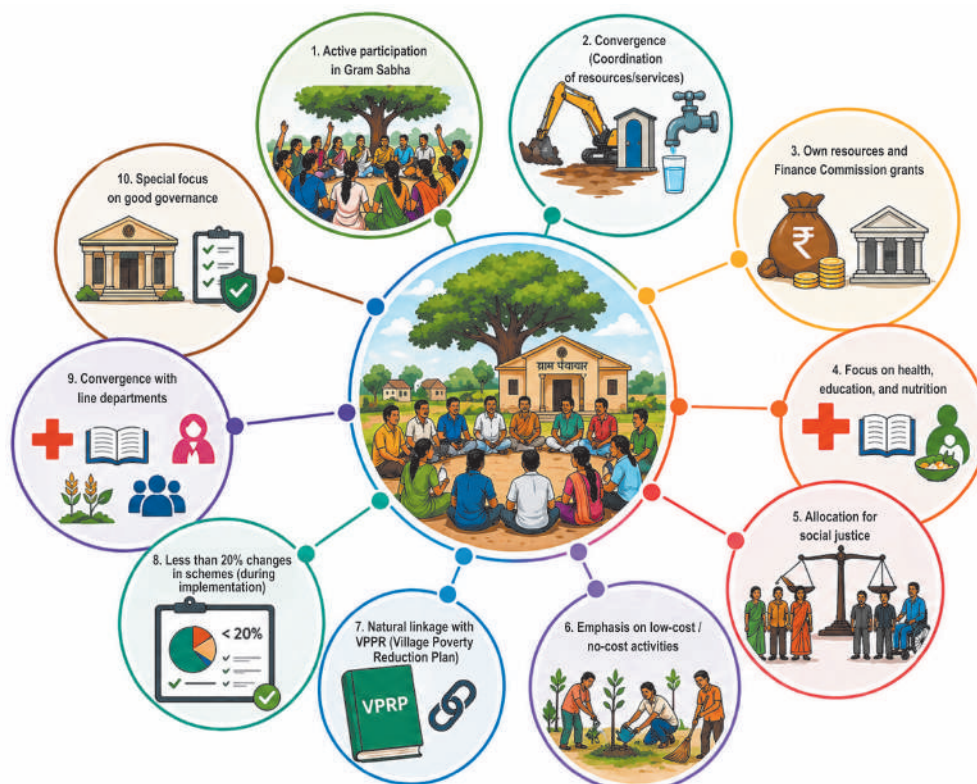 1. Active participation
in Gram Sabha
2. Convergence
(Coordination
of resources/services)
3. Own resources and
Finance Commission grants
₹
4. Focus on health,
education, and nutrition
5. Allocation for
social justice
6. Emphasis on low-cost /
no-cost activities
7. Natural linkage with
VPPR (Village Poverty
Reduction Plan)
VPRP
8. Less than 20% changes
in schemes (during
implementation)
< 20%
9. Convergence with
line departments
10. Special focus
on good governance
ग्राम पंचायार